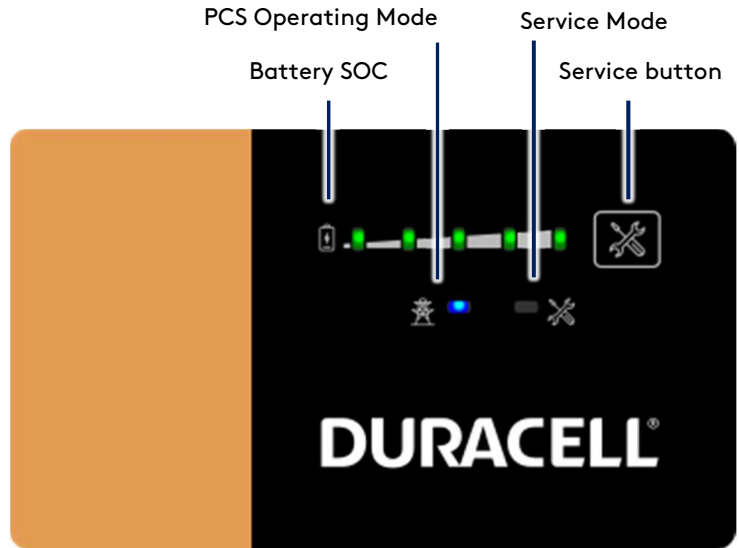 PCS Operating Mode
Service Mode
Battery SOC
Service button
DURACELL®